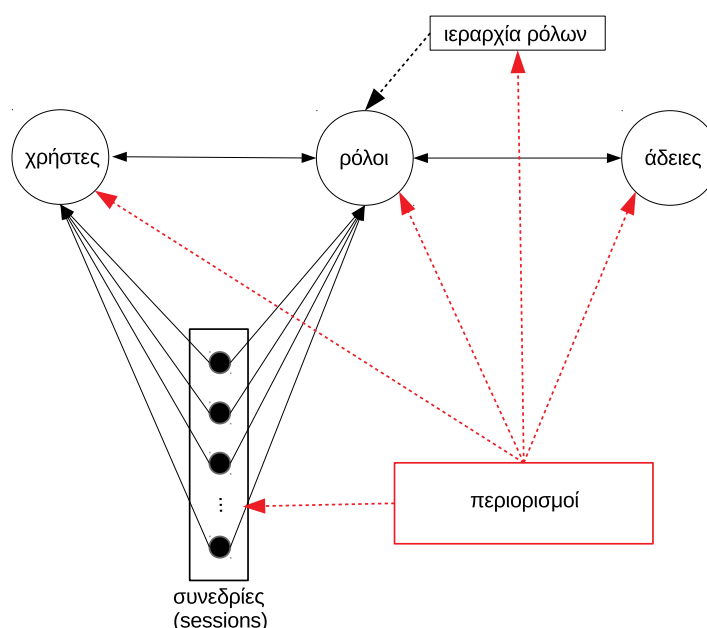 ιεραρχία ρόλων
χρήστες
ρόλοι
άδειες
περιορισμοί
...
συνεδρίες
(sessions)